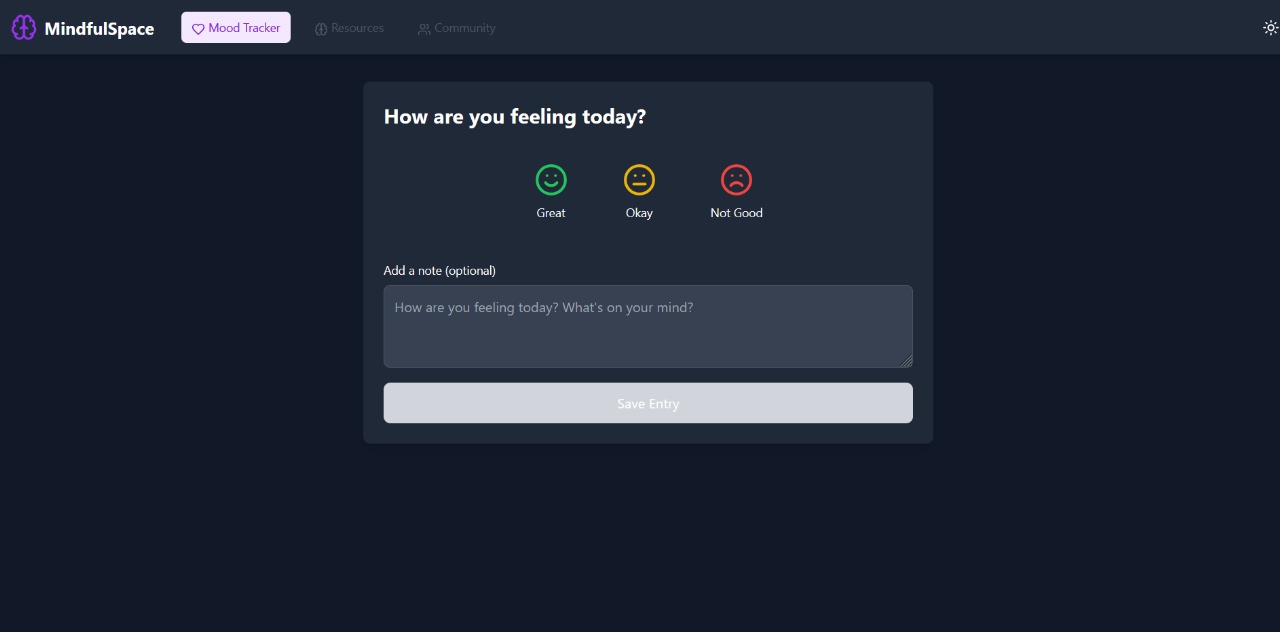 MindfulSpace Mood Tracker Resources Community
How are you feeling today?
Great Okay Not Good
Add a note (optional)
How are you feeling today? What's on your mind?
Save Entry